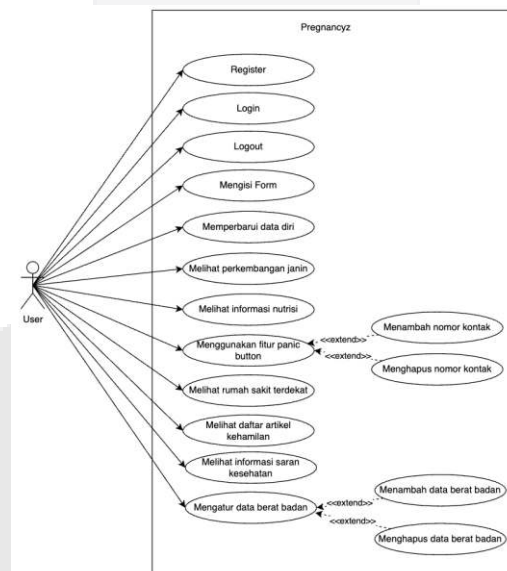 Pregnancyz
Register
Login
Logout
Mengisi Form
Memperbarui data diri
Melihat perkembangan janin
User
Melihat informasi nutrisi
Menggunakan fitur panic
button
<<extend>>
Menambah nomor kontak
<<extend>>
Menghapus nomor kontak
Melihat rumah sakit terdekat
Melihat daftar artikel
kehamilan
Melihat informasi saran
kesehatan
Mengatur data berat badan
<<extend>>
Menambah data berat badan
<<extend>>
Menghapus data berat badan